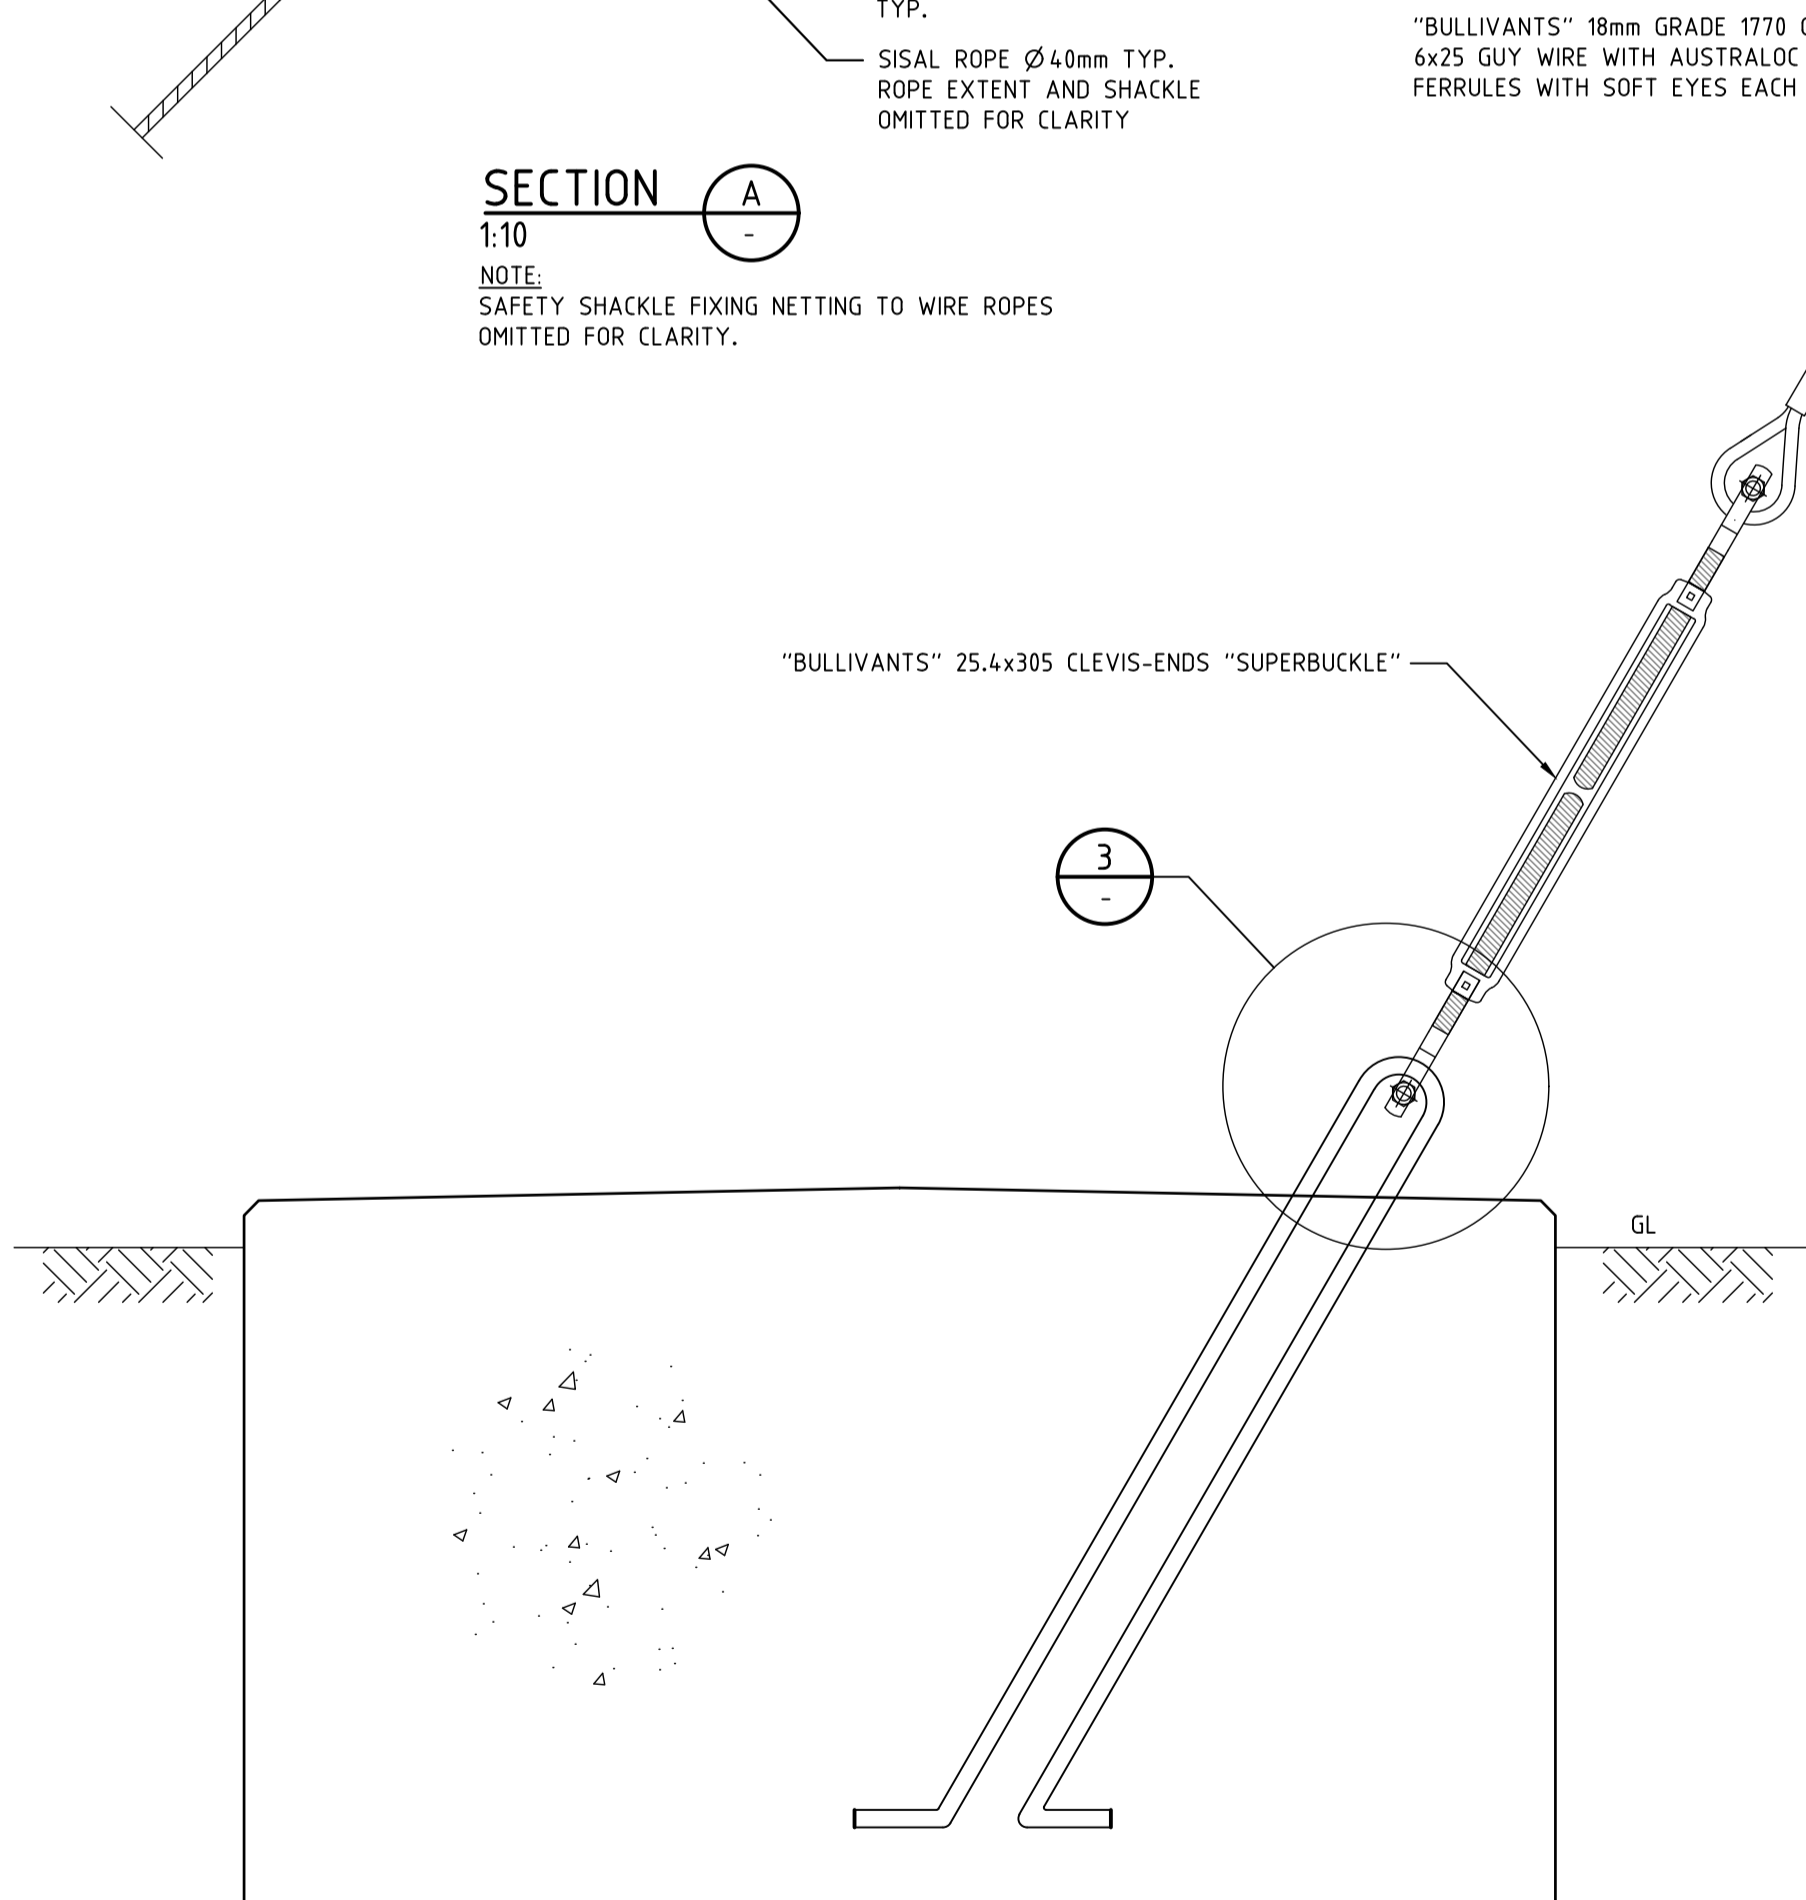 TYP.
SISAL ROPE Ø40mm TYP.
ROPE EXTENT AND SHACKLE
OMITTED FOR CLARITY
"BULLIVANTS" 18mm GRADE 1770
6x25 GUY WIRE WITH AUSTRALOC
FERRULES WITH SOFT EYES EACH
SECTION
A
-
1:10
NOTE:
SAFETY SHACKLE FIXING NETTING TO WIRE ROPES
OMITTED FOR CLARITY.
"BULLIVANTS" 25.4x305 CLEVIS-ENDS "SUPERBUCKLE"
3
-
GL